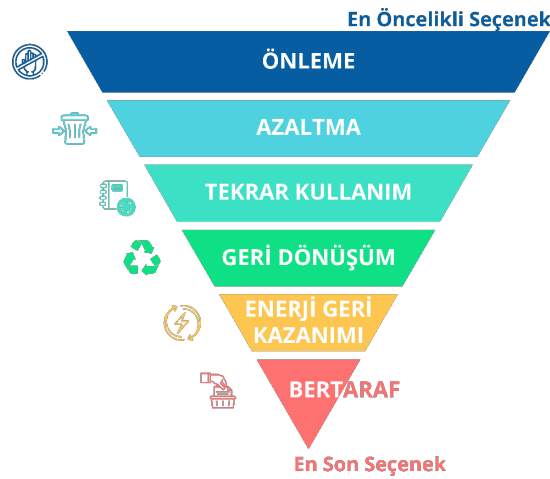 En Öncelikli Seçenek
ÖNLEME
AZALTMA
TEKRAR KULLANIM
GERİ DÖNÜŞÜM
ENERJİ GERİ
KAZANIMI
BERTARAF
En Son Seçenek